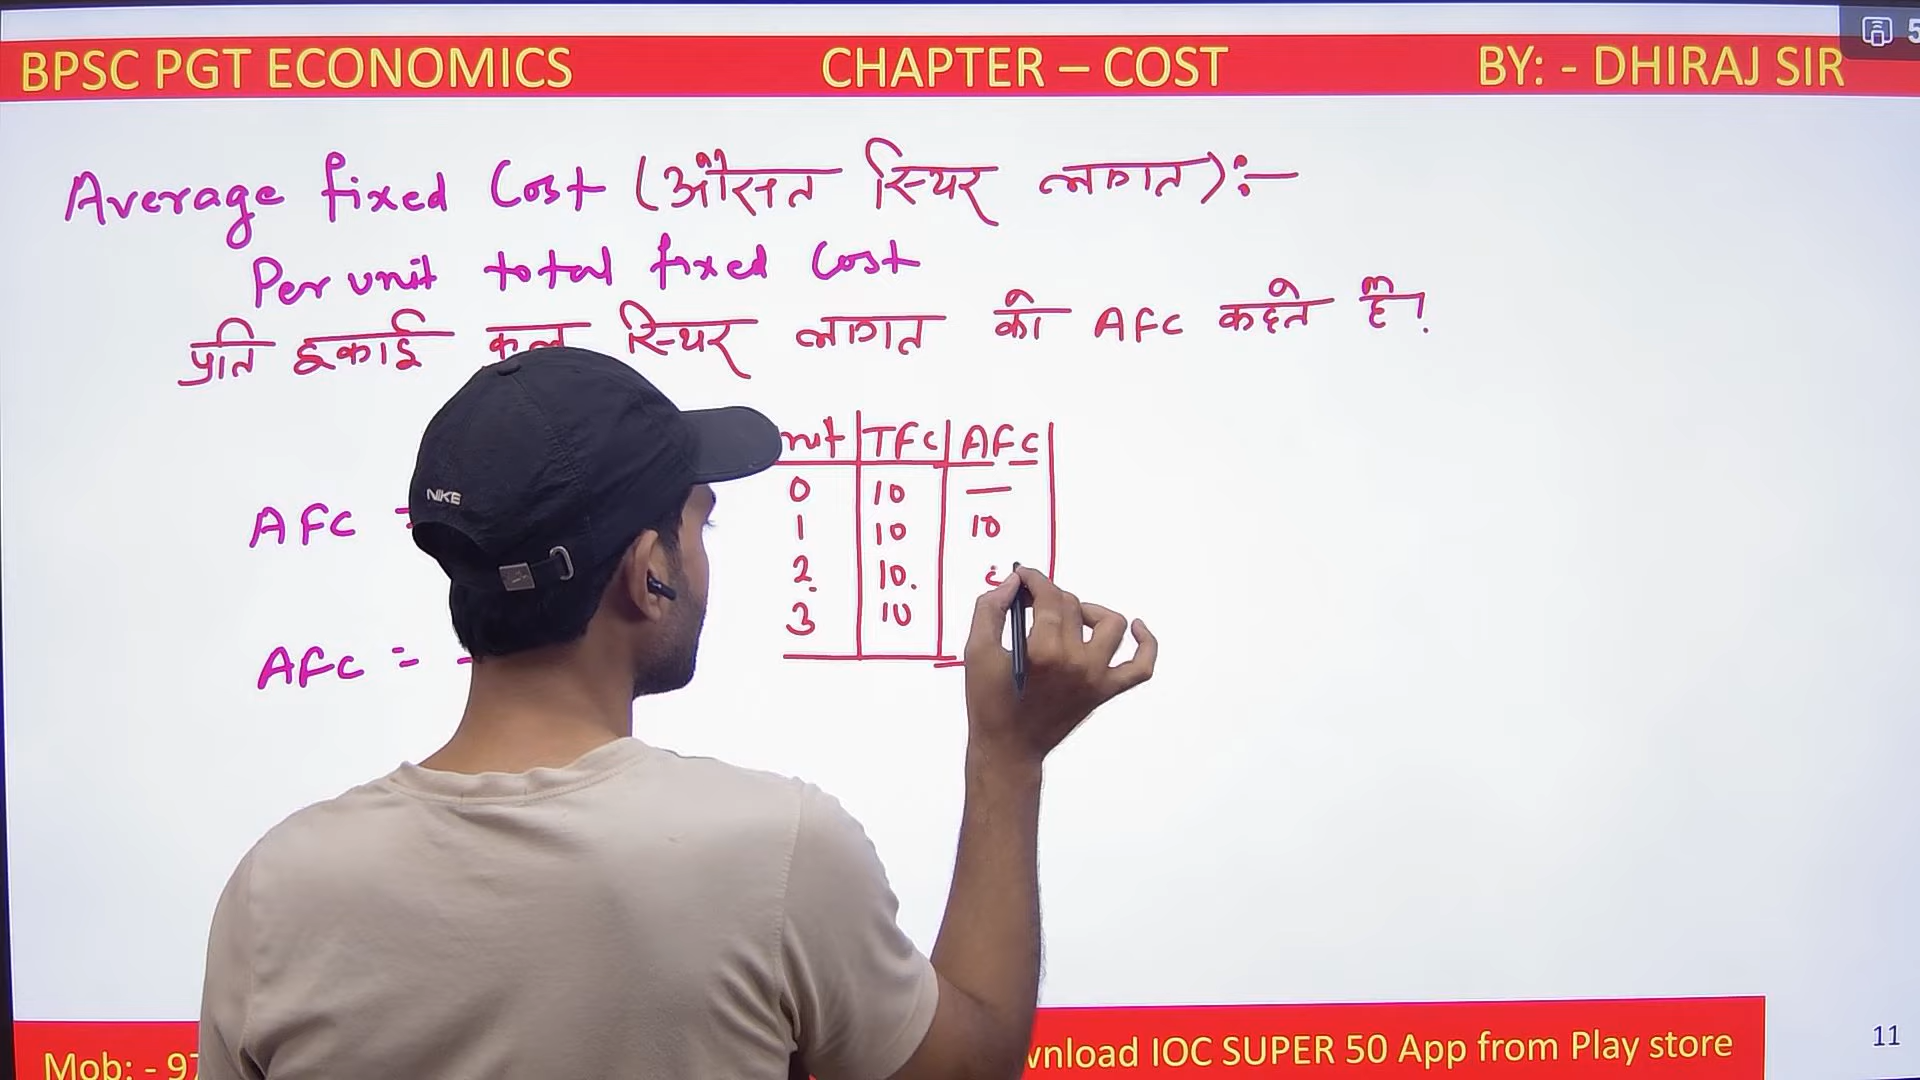 BPSC PGT ECONOMICS CHAPTER – COST BY: - DHIRAJ SIR
5
Average fixed Cost (औसत स्थिर लागत):-
Per unit total fixed Cost
प्रति इकाई कुल स्थिर लागत को AFC कहते है!
TFC AFC
0 10 —
1 10 10
2. 10.
3 10
AFC
AFC =
NIKE
Mob: - 97 IOC SUPER 50 App from Play store
11